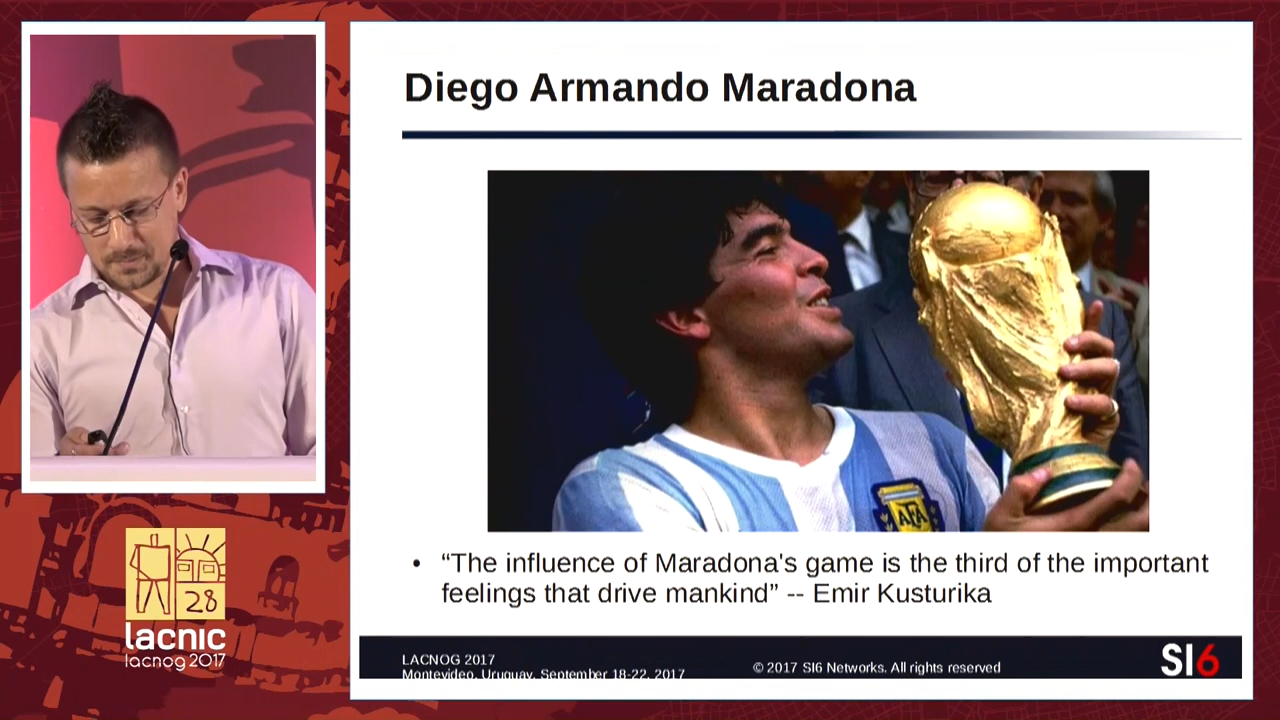 Diego Armando Maradona
AFA
• “The influence of Maradona's game is the third of the important
feelings that drive mankind” -- Emir Kusturika
28
lacnic
lacnog 2017
LACNOG 2017
Montevideo, Uruguay, September 18-22, 2017
© 2017 SI6 Networks. All rights reserved
SI6